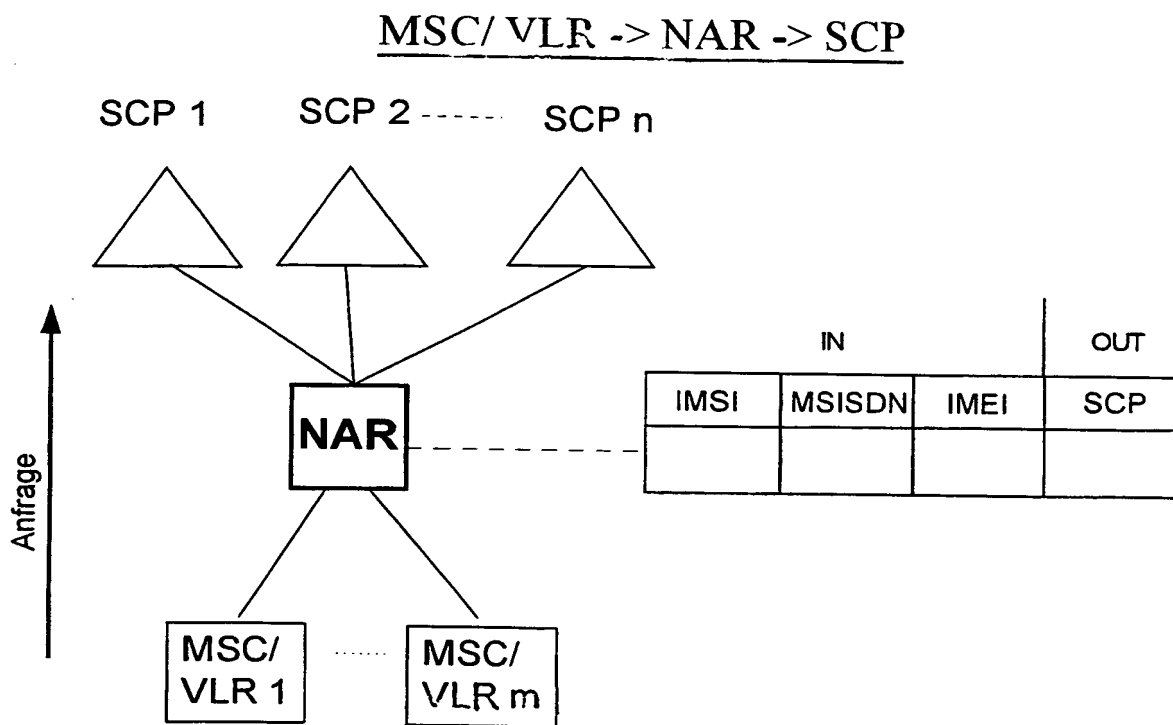 MSC/ VLR -> NAR -> SCP
SCP 1 SCP 2 SCP n
IN OUT
IMSI MSISDN IMEI SCP
NAR
Anfrage
MSC/ MSC/
VLR 1 VLR m